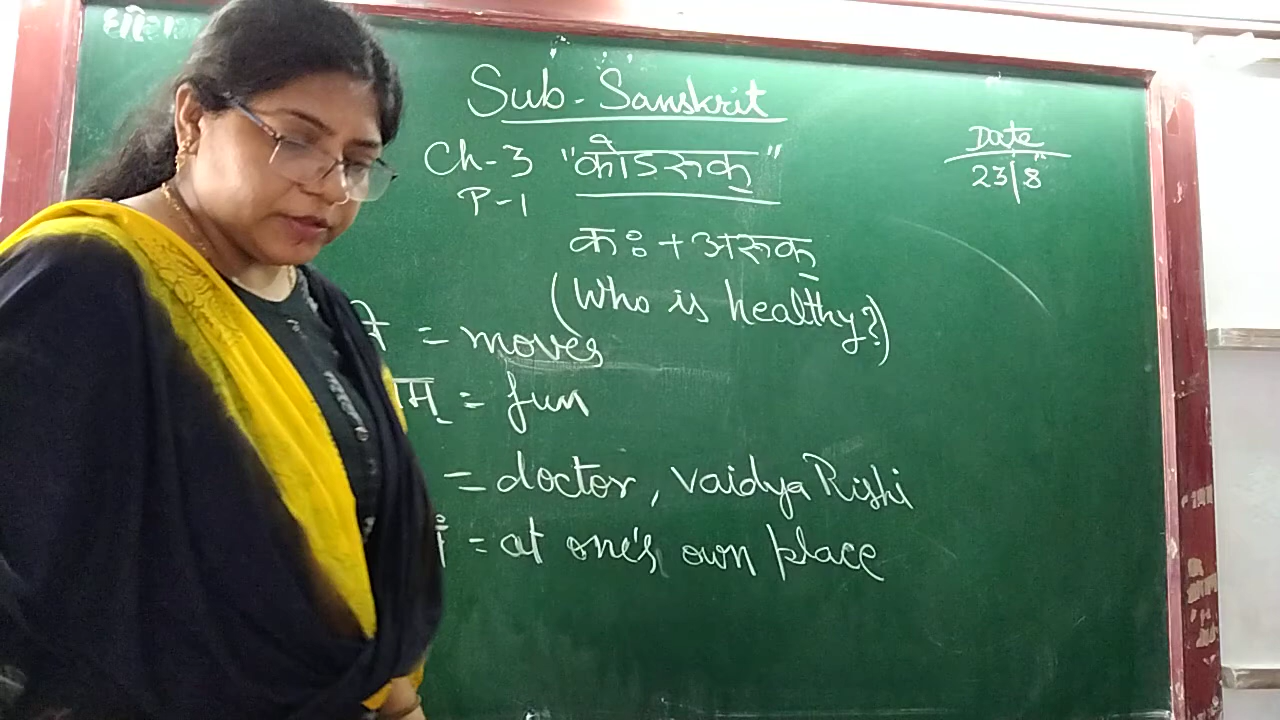 Sub - Sanskrit
Date
23/8
Ch-3 "कोऽरुक्"
P-1
कः + अरुक्
(Who is healthy?)
= moves
= fun
= doctor, vaidya Rishi
= at one's own place